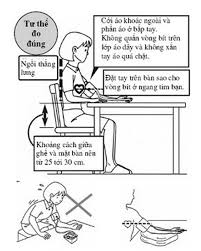 Tư thế
đo
đúng
Ngồi thẳng
lưng
Cởi áo khoác ngoài và
phần áo ở bắp tay.
Không quấn vòng bít trên
lớp áo dầy và không xắn
tay áo quá chặt.
Đặt tay trên bàn sao cho
vòng bít ở ngang tim bạn.
Khoảng cách giữa
ghế và mặt bàn nên
từ 25 tới 30 cm.